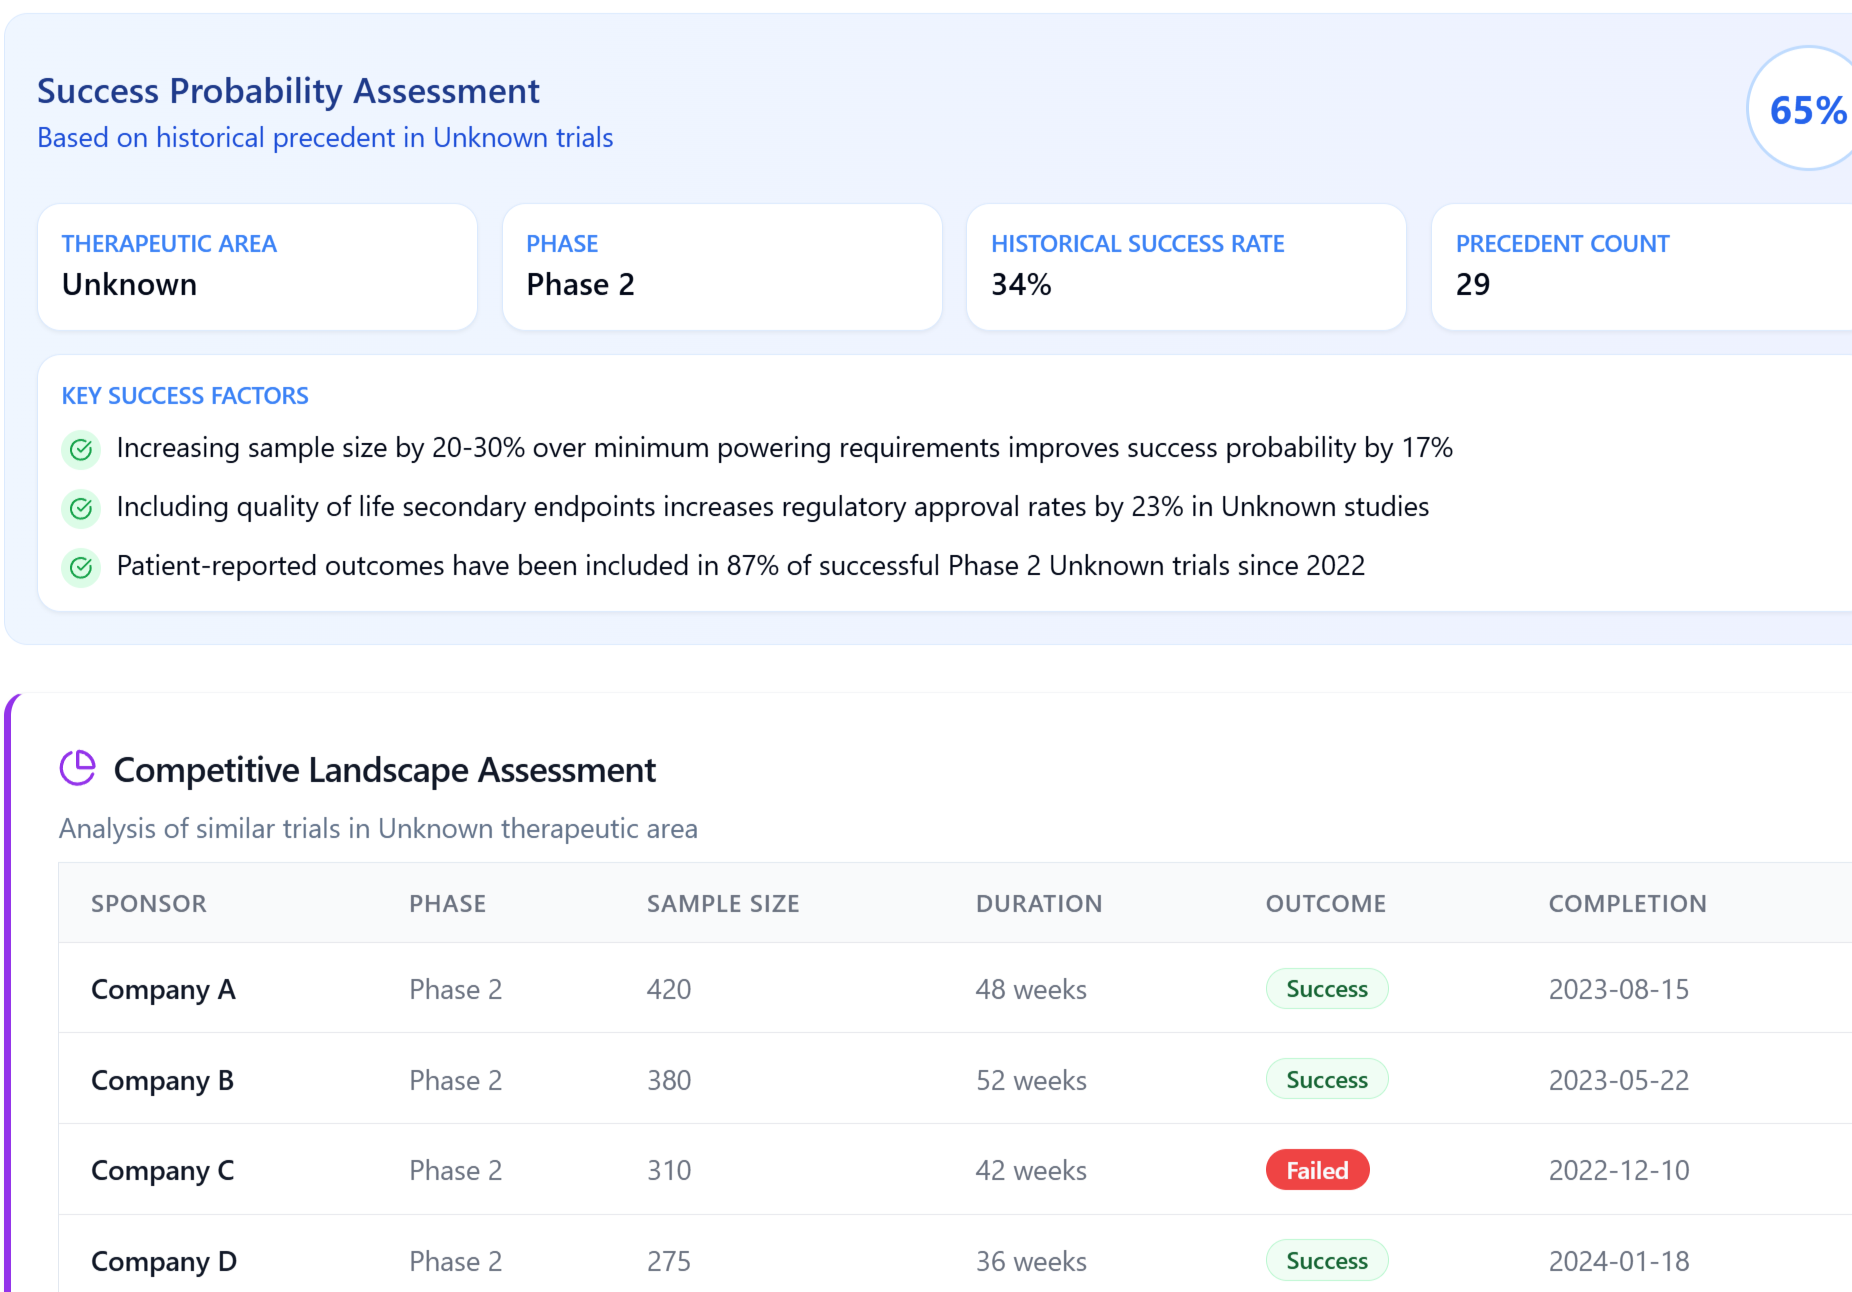 Success Probability Assessment
Based on historical precedent in Unknown trials
65%
THERAPEUTIC AREA
Unknown
PHASE
Phase 2
HISTORICAL SUCCESS RATE
34%
PRECEDENT COUNT
29
KEY SUCCESS FACTORS
Increasing sample size by 20-30% over minimum powering requirements improves success probability by 17%
Including quality of life secondary endpoints increases regulatory approval rates by 23% in Unknown studies
Patient-reported outcomes have been included in 87% of successful Phase 2 Unknown trials since 2022
Competitive Landscape Assessment
Analysis of similar trials in Unknown therapeutic area
SPONSOR PHASE SAMPLE SIZE DURATION OUTCOME COMPLETION
Company A Phase 2 420 48 weeks Success 2023-08-15
Company B Phase 2 380 52 weeks Success 2023-05-22
Company C Phase 2 310 42 weeks Failed 2022-12-10
Company D Phase 2 275 36 weeks Success 2024-01-18